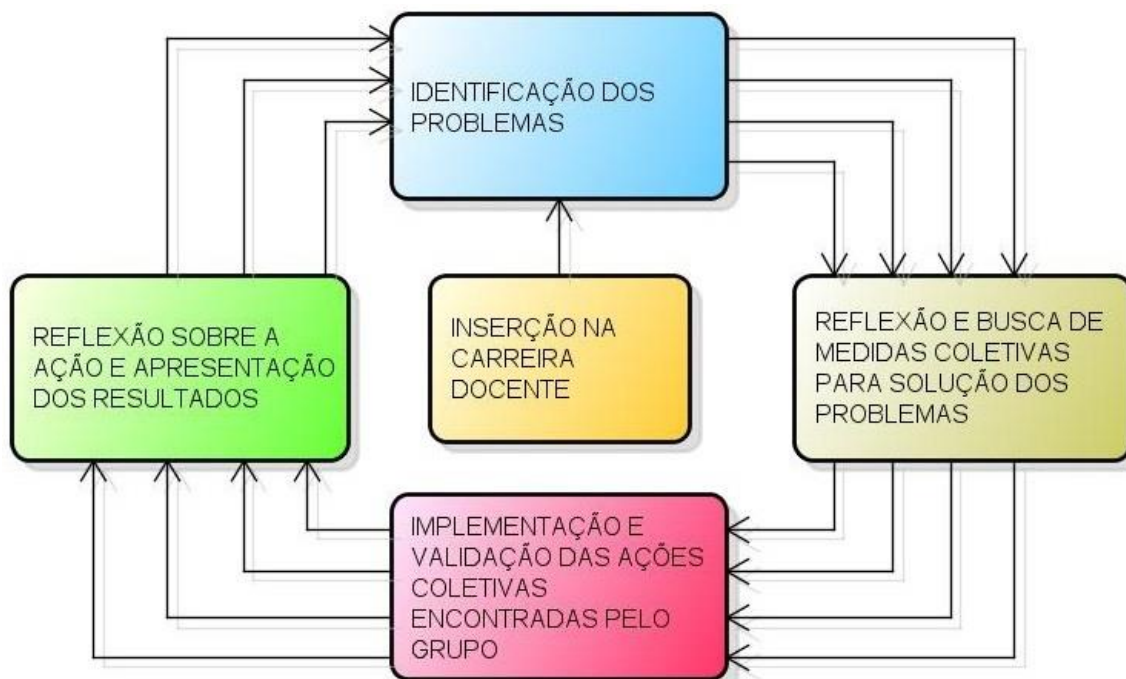 IDENTIFICAÇÃO DOS
PROBLEMAS
REFLEXÃO SOBRE A
AÇÃO E APRESENTAÇÃO
DOS RESULTADOS
INSERÇÃO NA
CARREIRA
DOCENTE
REFLEXÃO E BUSCA DE
MEDIDAS COLETIVAS
PARA SOLUÇÃO DOS
PROBLEMAS
IMPLEMENTAÇÃO E
VALIDAÇÃO DAS AÇÕES
COLETIVAS
ENCONTRADAS PELO
GRUPO